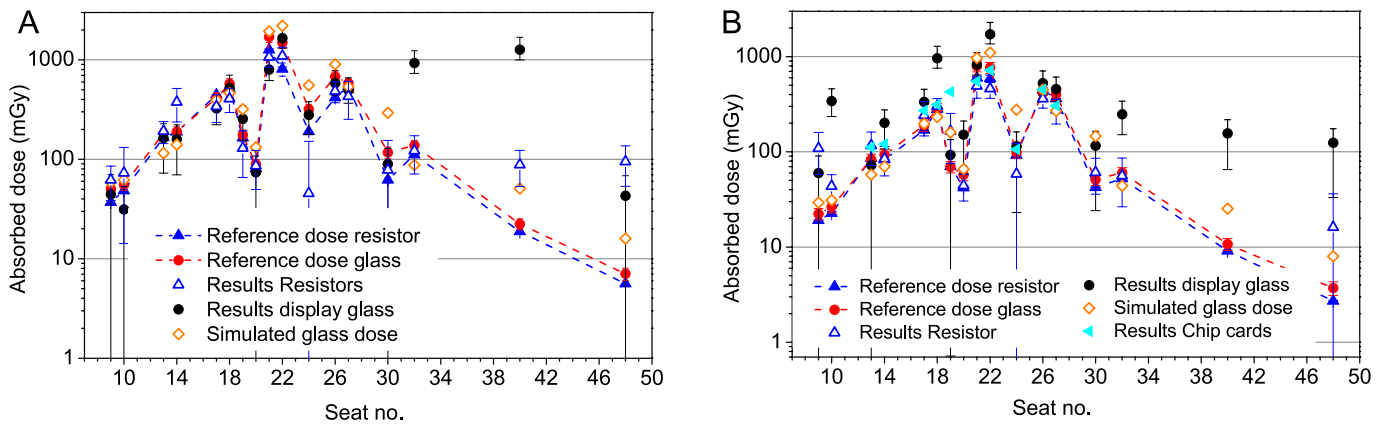 A
Absorbed dose (mGy)
1000
100
10
1
Reference dose resistor
Reference dose glass
Results Resistors
Results display glass
Simulated glass dose
10 14 18 22 26 30 34 38 42 46 50
Seat no.
B
Absorbed dose (mGy)
1000
100
10
1
Reference dose resistor
Reference dose glass
Results Resistor
Results display glass
Simulated glass dose
Results Chip cards
10 14 18 22 26 30 34 38 42 46 50
Seat no.